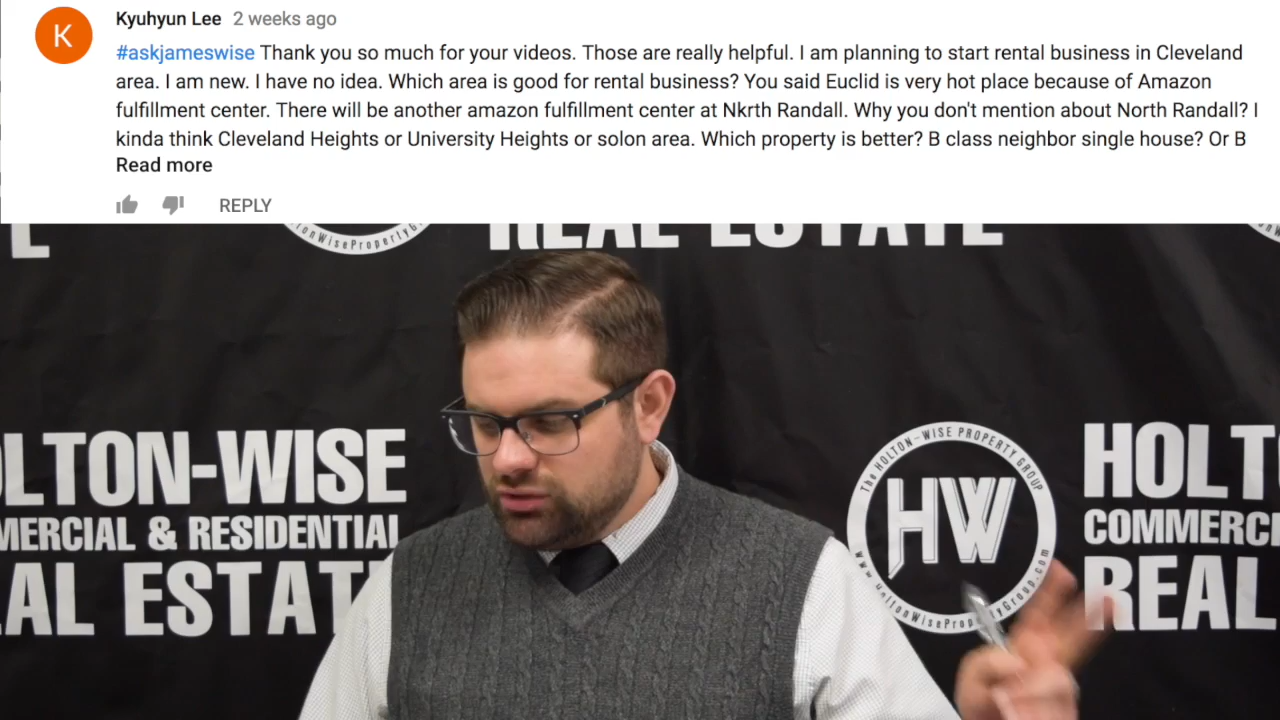 K
Kyuhyun Lee 2 weeks ago
#askjameswise Thank you so much for your videos. Those are really helpful. I am planning to start rental business in Cleveland
area. I am new. I have no idea. Which area is good for rental business? You said Euclid is very hot place because of Amazon
fulfillment center. There will be another amazon fulfillment center at Nkrth Randall. Why you don't mention about North Randall? I
kinda think Cleveland Heights or University Heights or solon area. Which property is better? B class neighbor single house? Or B
Read more
REPLY
REAL ESTATE
OLTON-WISE
MERCIAL & RESIDENTIAL
AL ESTAT
The HOLTON-WISE PROPERTY GROUP
HW
HOLT
COMMERCI
REAL